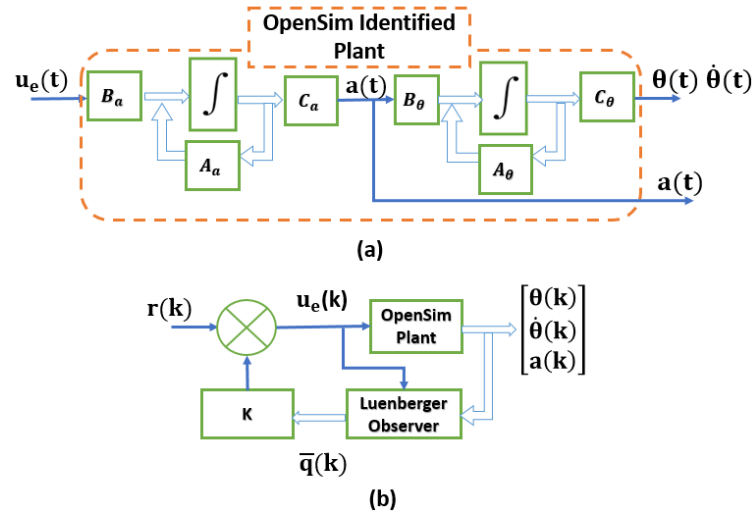 OpenSim Identified
Plant
u_e(t)
B_a
∫
C_a
a(t)
B_θ
∫
C_θ
θ(t) θ̇(t)
A_a
A_θ
a(t)
(a)
r(k)
u_e(k)
OpenSim
Plant
θ(k)
θ̇(k)
a(k)
K
Luenberger
Observer
q̅(k)
(b)